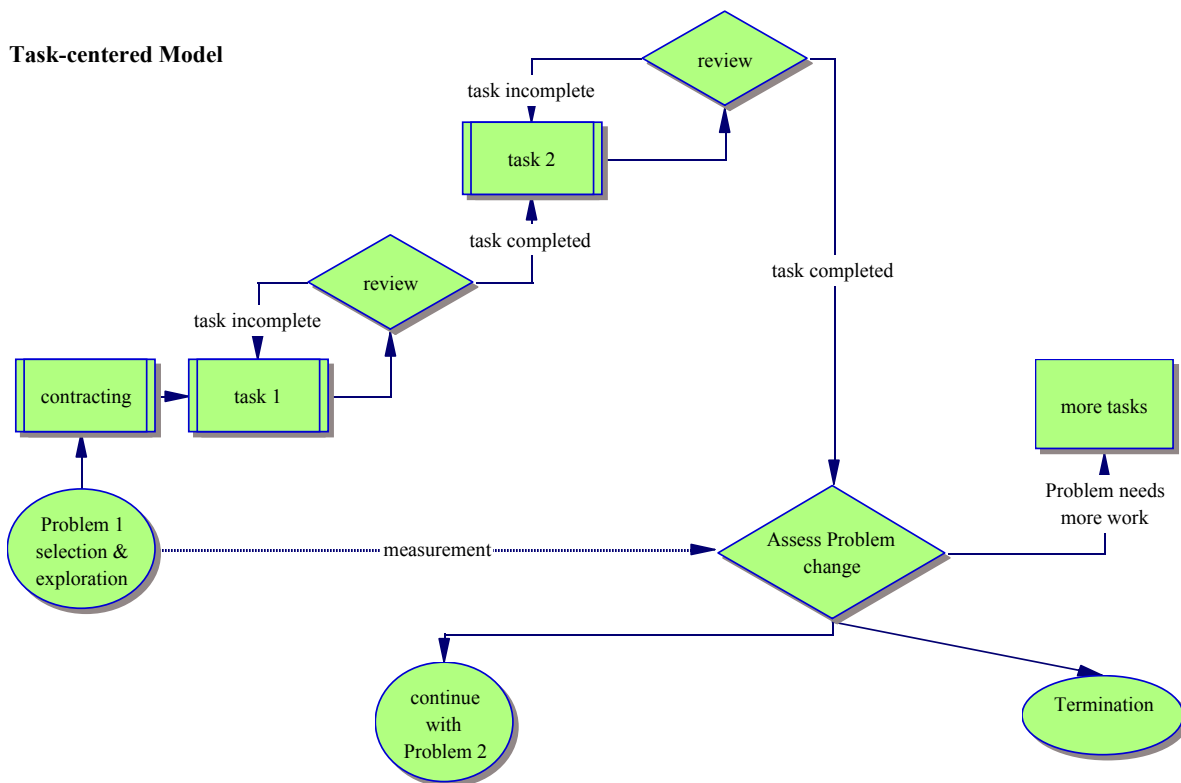 Task-centered Model
review
task incomplete
task 2
task completed
review
task completed
task incomplete
contracting
task 1
more tasks
Problem needs
more work
Problem 1
selection &
exploration
measurement
Assess Problem
change
continue
with
Problem 2
Termination